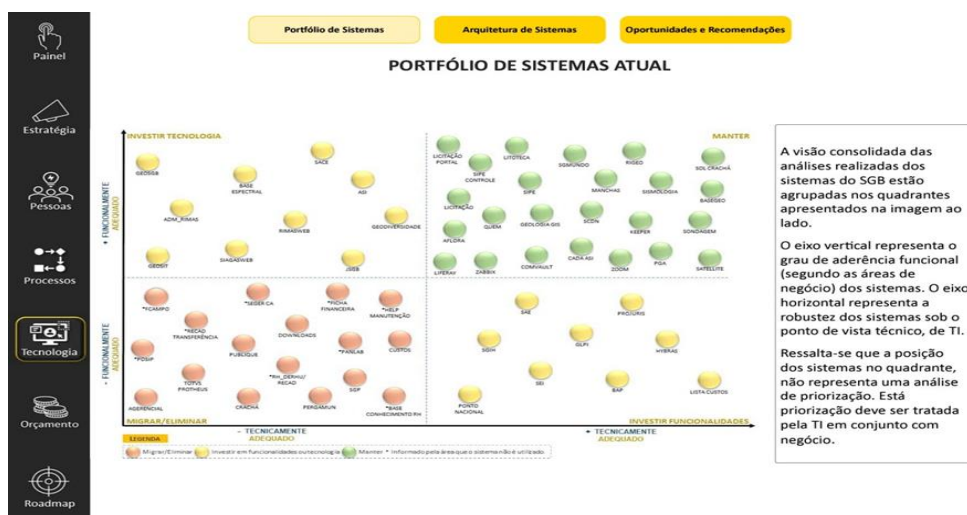 Painel
Estratégia
Pessoas
Processos
Tecnologia
Orçamento
Roadmap
Portfólio de Sistemas
Arquitetura de Sistemas
Oportunidades e Recomendações
PORTFÓLIO DE SISTEMAS ATUAL
INVESTIR TECNOLOGIA
MANTER
+ FUNCIONALMENTE
ADEQUADO
GEOSGB
SACE
BASE
ESPECTRAL
ASI
ADM_RIMAS
RIMASWEB
GEODIVERSIDADE
GEOSIT
SIAGASWEB
JSGB
LICITAÇÃO
PORTAL
LITOTECA
SGMUNDO
RIGEO
SOL.CRACHÁ
SIPE
CONTROLE
SIPE
MANCHAS
SISMOLOGIA
BASEGEO
LICITAÇÃO
QUEM
GEOLOGIA GIS
SCDN
KEEPER
SONDAGEM
AFLORA
LIFERAY
ZABBIX
COMVAULT
CADA ASI
ZOOM
PGA
SATELLITE
- FUNCIONALMENTE
ADEQUADO
*FCAMPO
*SEGER-CA
*FICHA
FINANCEIRA
*HELP
MANUTENÇÃO
*RECAD
TRANSFERÊNCIA
DOWNLOADS
*PDSIP
PUBLIQUE
*PANLAB
CUSTOS
TOTVS
PROTHEUS
*RH_DERHU/
RECAD
SGP
AGERENCIAL
CRACHÁ
PERGAMUN
*BASE
CONHECIMENTO RH
SAE
PROJURIS
SGIH
GLPI
HYBRAS
SEI
PONTO
NACIONAL
BAP
LISTA CUSTOS
MIGRAR/ELIMINAR
INVESTIR FUNCIONALIDADES
- TECNICAMENTE
ADEQUADO
+ TECNICAMENTE
ADEQUADO
LEGENDA
Migrar/Eliminar
Investir em funcionalidades ou tecnologia
Manter
* Informado pela área que o sistema não é utilizado
A visão consolidada das
análises realizadas dos
sistemas do SGB estão
agrupadas nos quadrantes
apresentados na imagem ao
lado.
O eixo vertical representa o
grau de aderência funcional
(segundo as áreas de
negócio) dos sistemas. O eixo
horizontal representa a
robustez dos sistemas sob o
ponto de vista técnico, de TI.
Ressalta-se que a posição
dos sistemas no quadrante,
não representa uma análise
de priorização. Está
priorização deve ser tratada
pela TI em conjunto com
negócio.